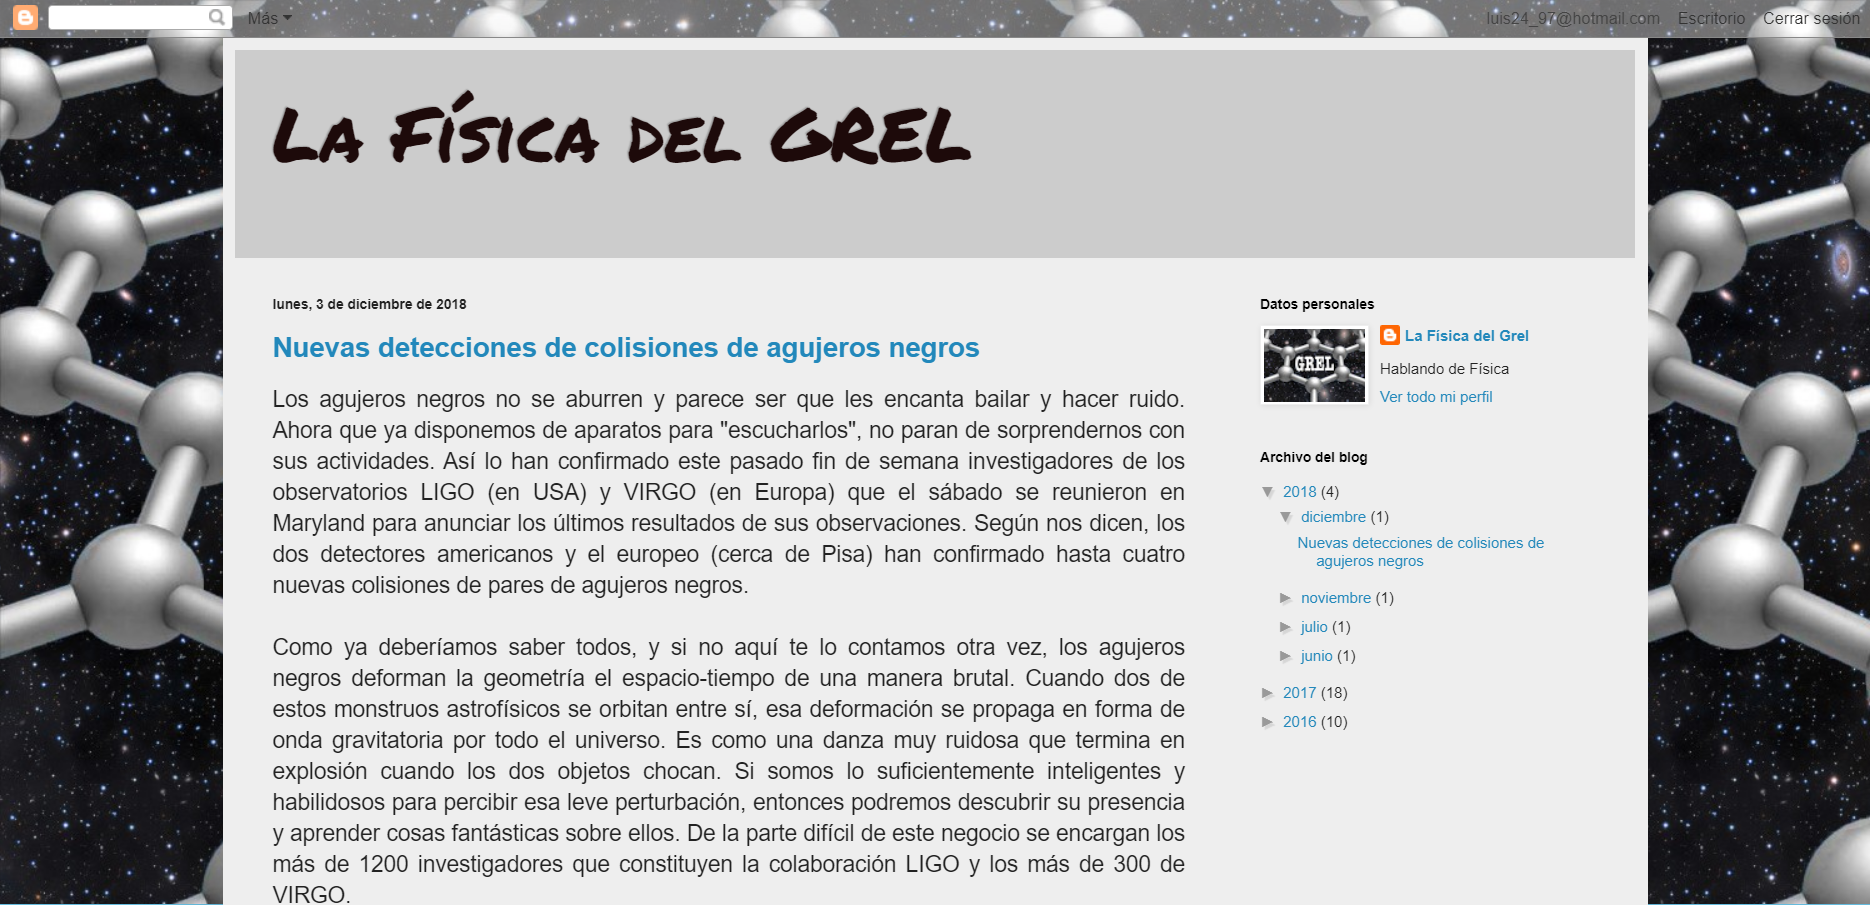 Más
luis24_97@hotmail.com Escritorio Cerrar sesión
La Física del GREL
lunes, 3 de diciembre de 2018
Nuevas detecciones de colisiones de agujeros negros
Los agujeros negros no se aburren y parece ser que les encanta bailar y hacer ruido.
Ahora que ya disponemos de aparatos para "escucharlos", no paran de sorprendernos con
sus actividades. Así lo han confirmado este pasado fin de semana investigadores de los
observatorios LIGO (en USA) y VIRGO (en Europa) que el sábado se reunieron en
Maryland para anunciar los últimos resultados de sus observaciones. Según nos dicen, los
dos detectores americanos y el europeo (cerca de Pisa) han confirmado hasta cuatro
nuevas colisiones de pares de agujeros negros.
Como ya deberíamos saber todos, y si no aquí te lo contamos otra vez, los agujeros
negros deforman la geometría el espacio-tiempo de una manera brutal. Cuando dos de
estos monstruos astrofísicos se orbitan entre sí, esa deformación se propaga en forma de
onda gravitatoria por todo el universo. Es como una danza muy ruidosa que termina en
explosión cuando los dos objetos chocan. Si somos lo suficientemente inteligentes y
habilidosos para percibir esa leve perturbación, entonces podremos descubrir su presencia
y aprender cosas fantásticas sobre ellos. De la parte difícil de este negocio se encargan los
más de 1200 investigadores que constituyen la colaboración LIGO y los más de 300 de
VIRGO.
Datos personales
GREL
La Física del Grel
Hablando de Física
Ver todo mi perfil
Archivo del blog
▼ 2018 (4)
▼ diciembre (1)
Nuevas detecciones de colisiones de
agujeros negros
► noviembre (1)
► julio (1)
► junio (1)
► 2017 (18)
► 2016 (10)